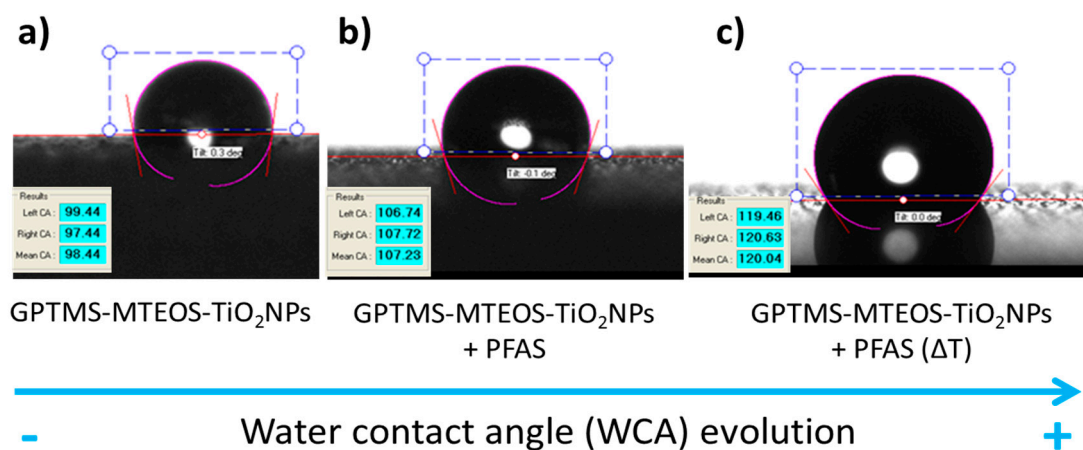 a)
Tilt: 0.3 deg
Results
Left CA : 99.44
Right CA : 97.44
Mean CA : 98.44
GPTMS-MTEOS-TiO₂NPs
b)
Tilt: -0.1 deg
Results
Left CA : 106.74
Right CA : 107.72
Mean CA : 107.23
GPTMS-MTEOS-TiO₂NPs
+ PFAS
c)
Tilt: 0.0 deg
Results
Left CA : 119.46
Right CA : 120.63
Mean CA : 120.04
GPTMS-MTEOS-TiO₂NPs
+ PFAS (ΔT)
- Water contact angle (WCA) evolution +